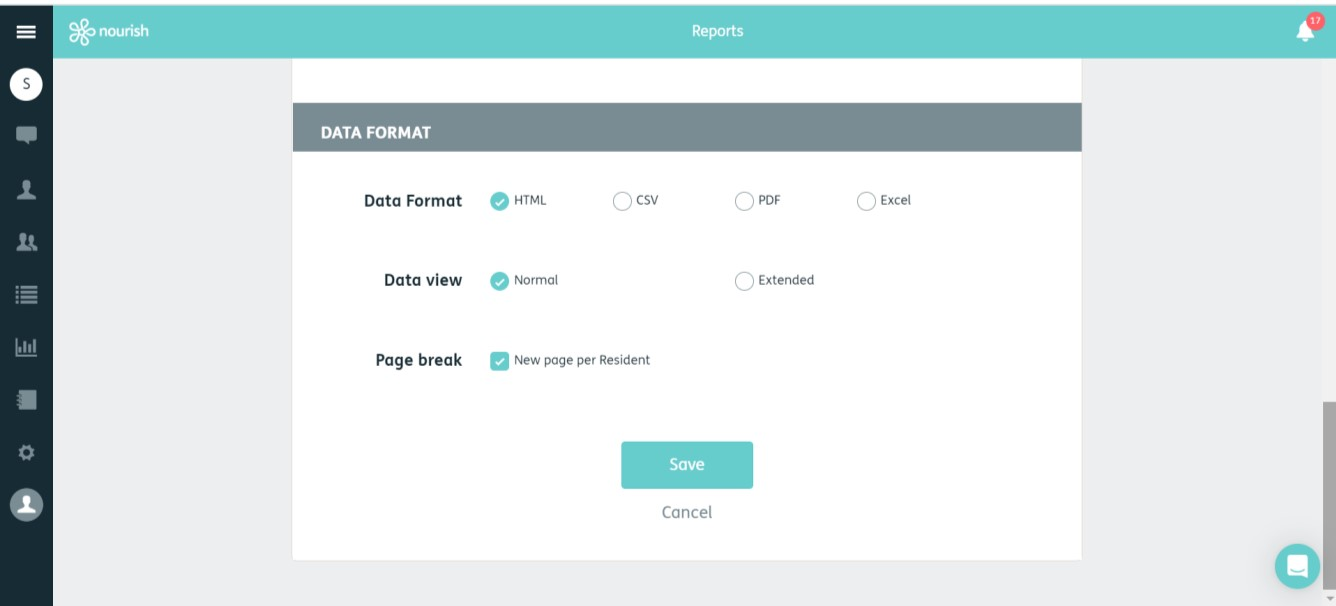 nourish
Reports
17
S
DATA FORMAT
Data Format HTML CSV PDF Excel
Data view Normal Extended
Page break New page per Resident
Save
Cancel